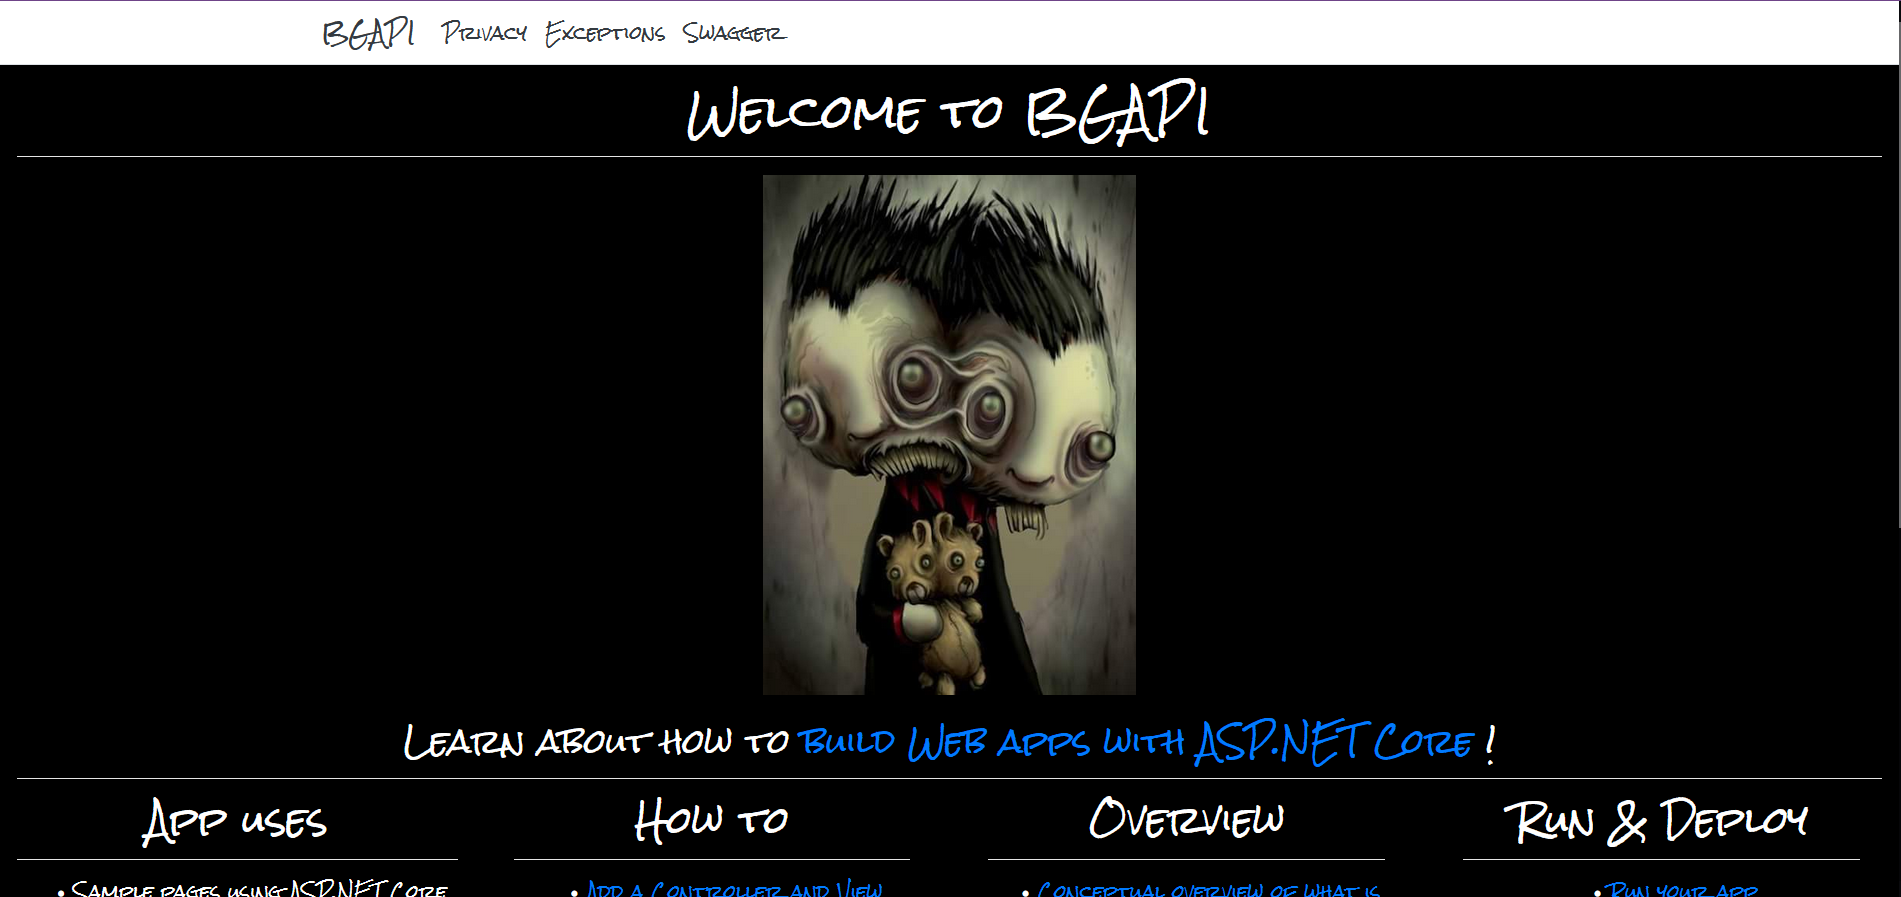 BGAPI Privacy Exceptions Swagger
Welcome to BGAPI
Learn about how to build Web apps with ASP.NET Core !
App uses
How to
Overview
Run & Deploy
• Sample pages using ASP.NET Core
• Add a Controller and View
• Conceptual overview of what is
• Run your app